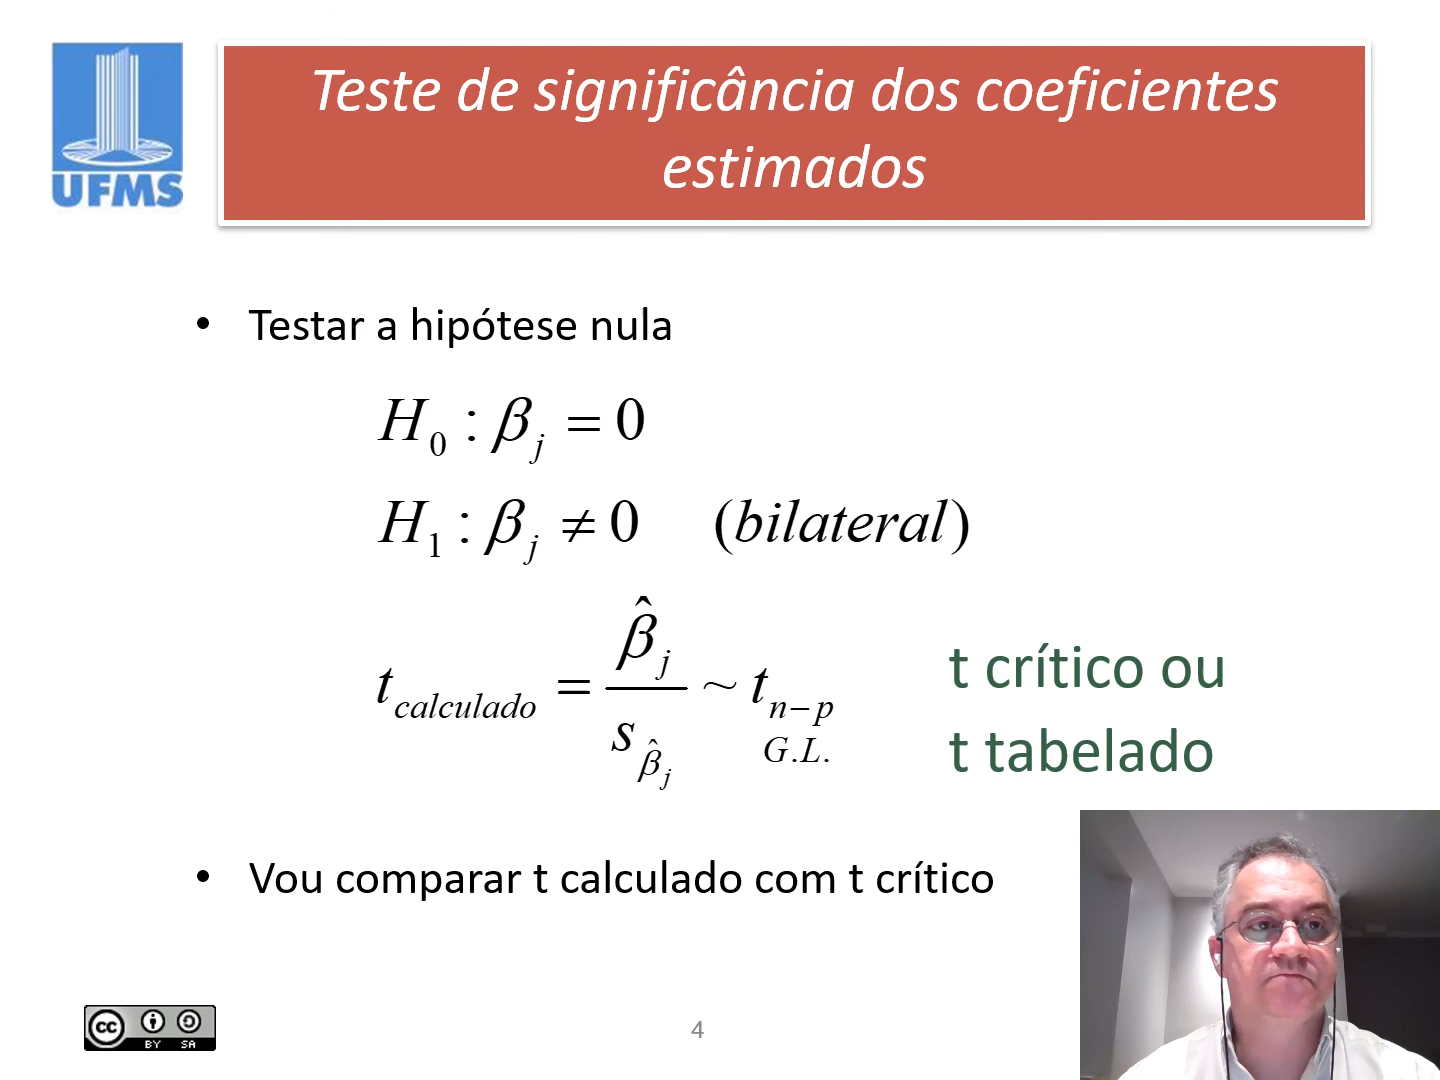 UFMS
Teste de significância dos coeficientes
estimados
• Testar a hipótese nula
H₀ : βⱼ = 0
H₁ : βⱼ ≠ 0 (bilateral)
t_calculado = β̂ⱼ / s_β̂ⱼ ~ t_n−p
G.L.
t crítico ou
t tabelado
• Vou comparar t calculado com t crítico
cc BY SA
4